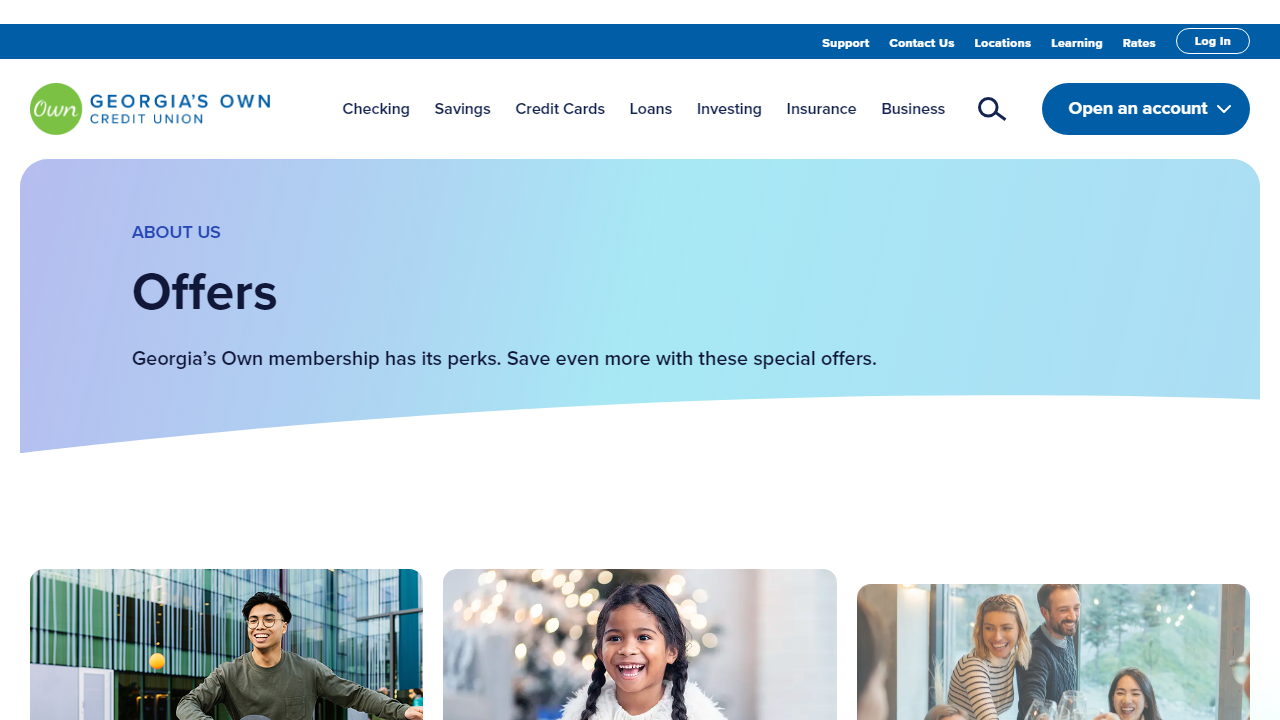 Support Contact Us Locations Learning Rates Log In
Own GEORGIA'S OWN
CREDIT UNION
Checking Savings Credit Cards Loans Investing Insurance Business Open an account
ABOUT US
Offers
Georgia's Own membership has its perks. Save even more with these special offers.